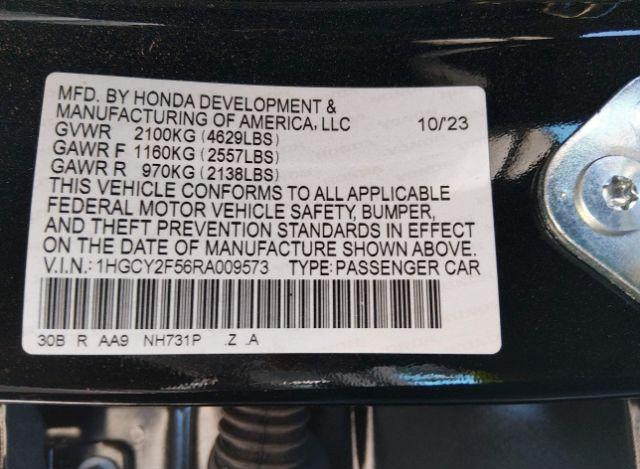 MFD. BY HONDA DEVELOPMENT &
MANUFACTURING OF AMERICA, LLC 10/'23
GVWR 2100KG (4629LBS)
GAWR F 1160KG (2557LBS)
GAWR R 970KG (2138LBS)
THIS VEHICLE CONFORMS TO ALL APPLICABLE
FEDERAL MOTOR VEHICLE SAFETY, BUMPER,
AND THEFT PREVENTION STANDARDS IN EFFECT
ON THE DATE OF MANUFACTURE SHOWN ABOVE.
V.I.N.: 1HGCY2F56RA009573 TYPE: PASSENGER CAR
30B R AA9 NH731P .Z .A